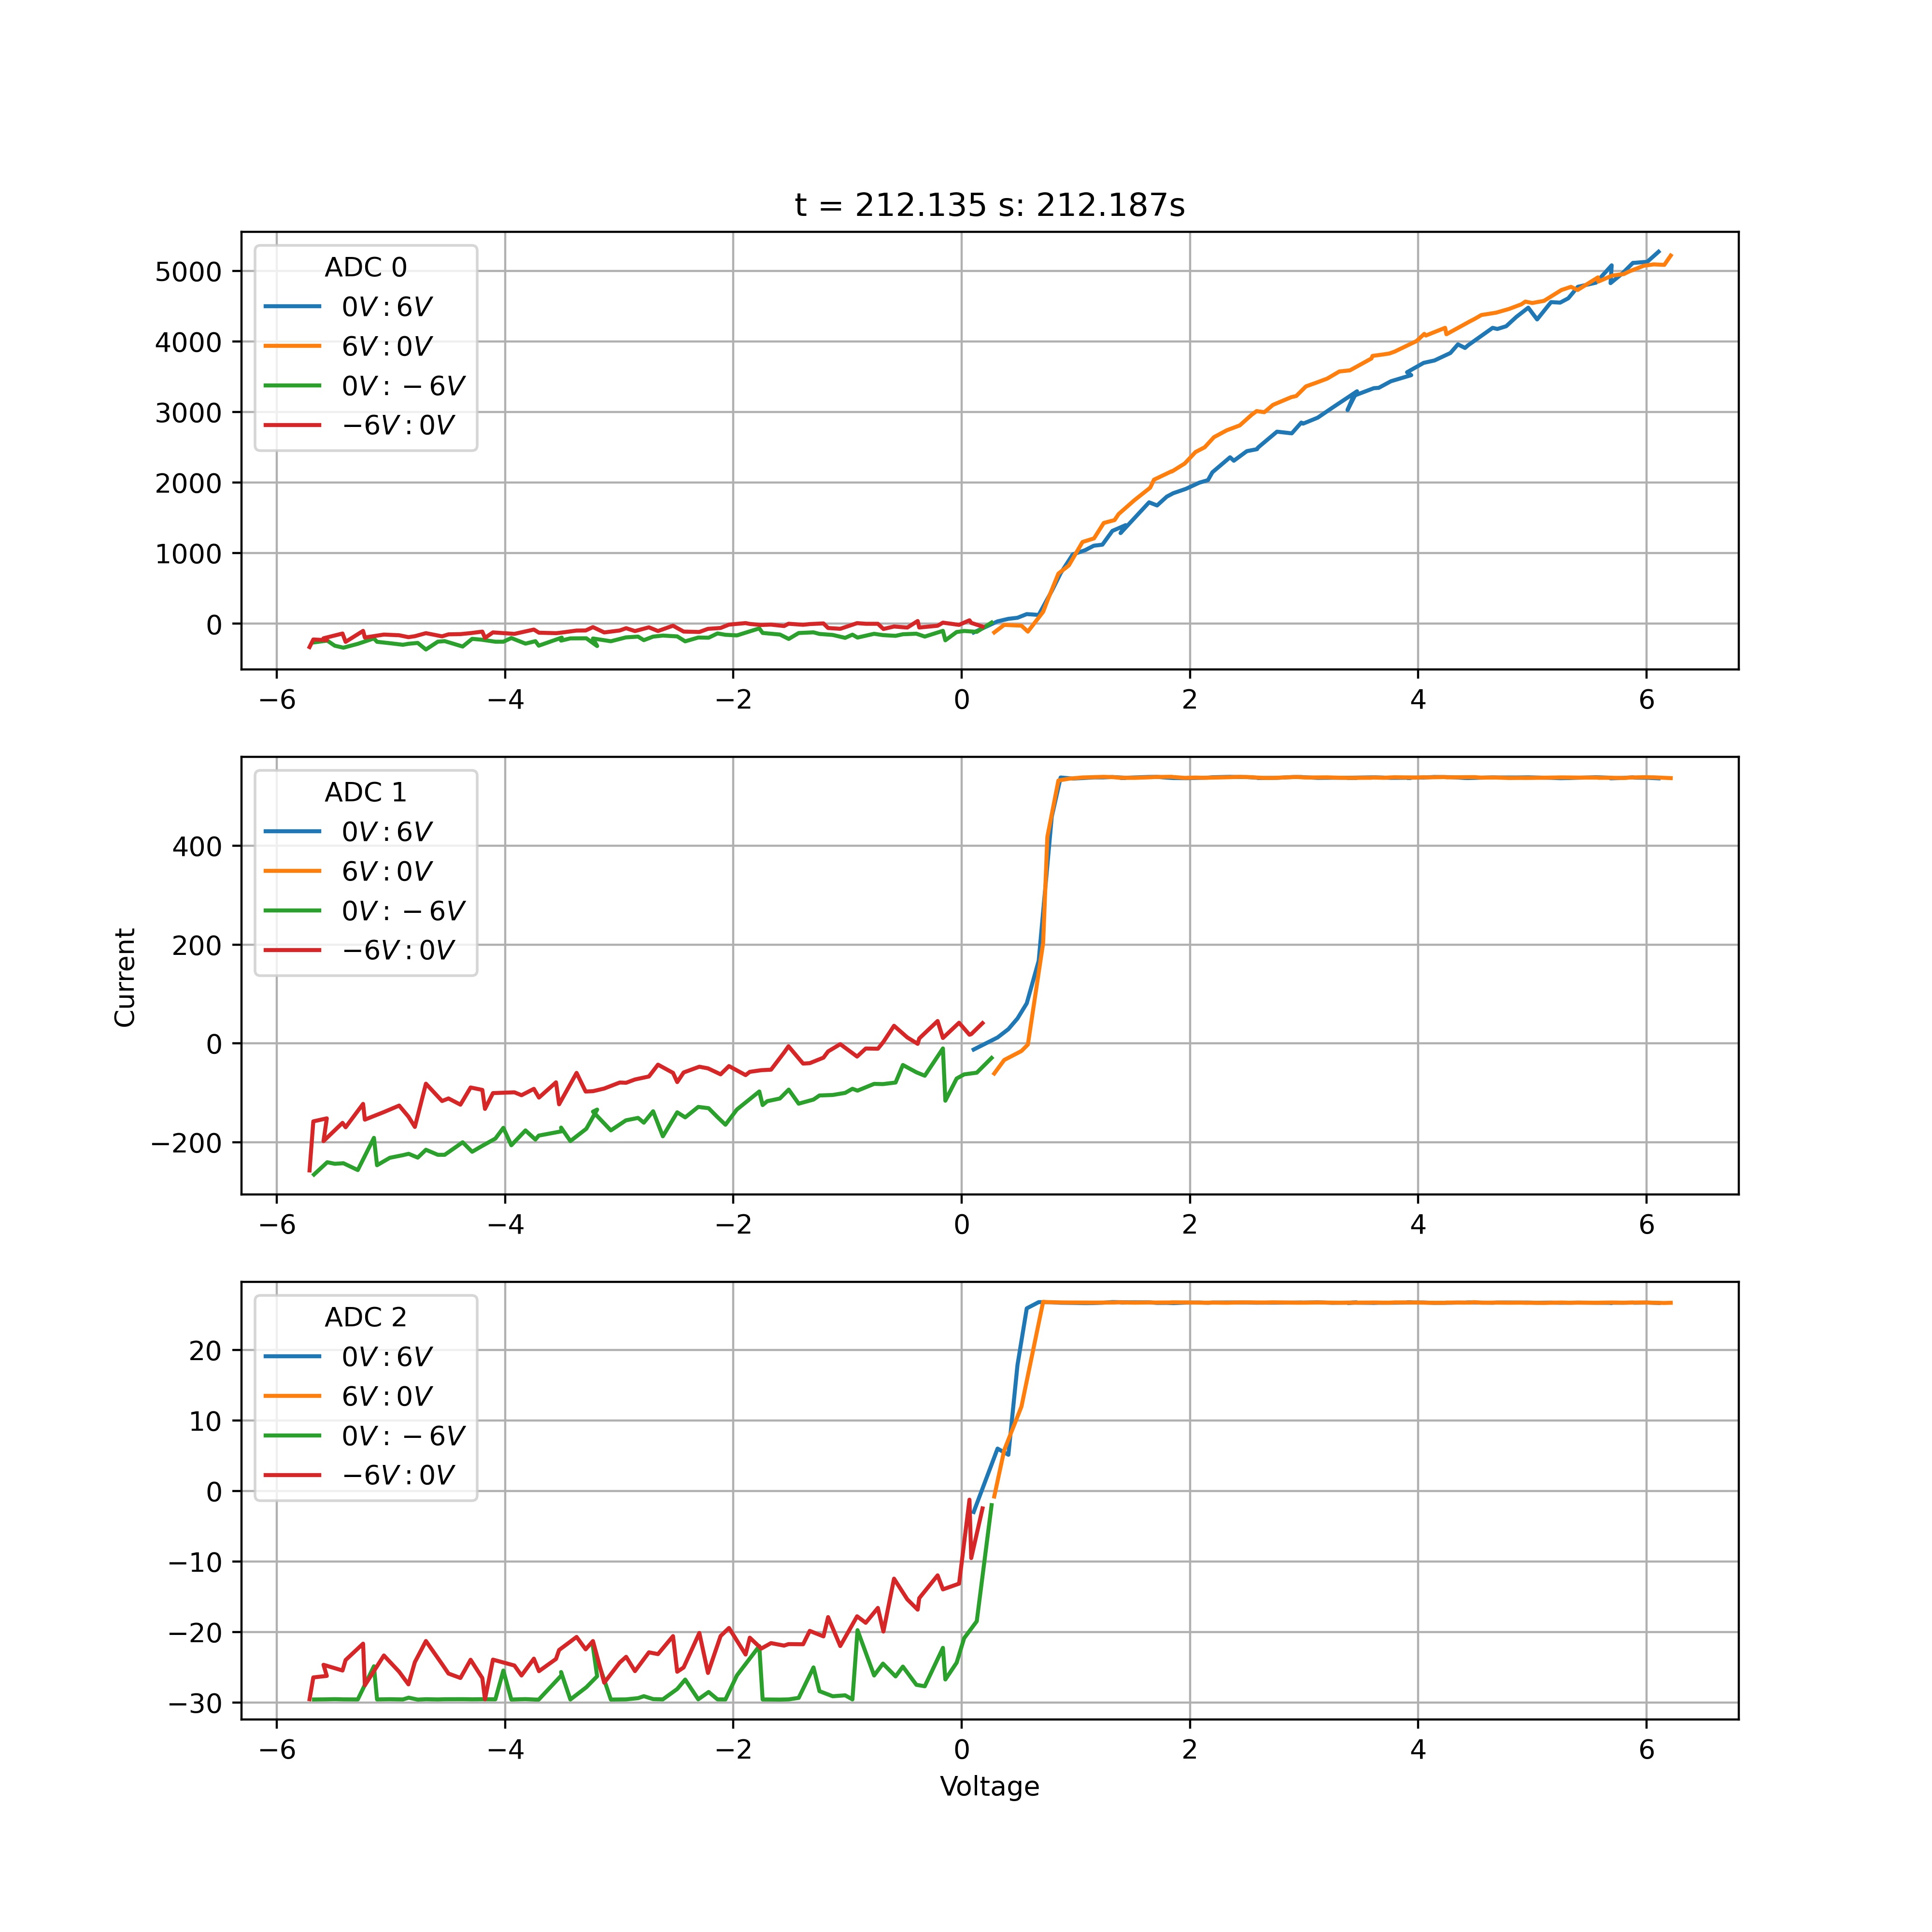 t = 212.135 s: 212.187s
ADC 0
0V : 6V
6V : 0V
0V : −6V
−6V : 0V
5000
4000
3000
2000
1000
0
−6 −4 −2 0 2 4 6
ADC 1
0V : 6V
6V : 0V
0V : −6V
−6V : 0V
400
200
0
−200
Current
−6 −4 −2 0 2 4 6
ADC 2
0V : 6V
6V : 0V
0V : −6V
−6V : 0V
20
10
0
−10
−20
−30
−6 −4 −2 0 2 4 6
Voltage